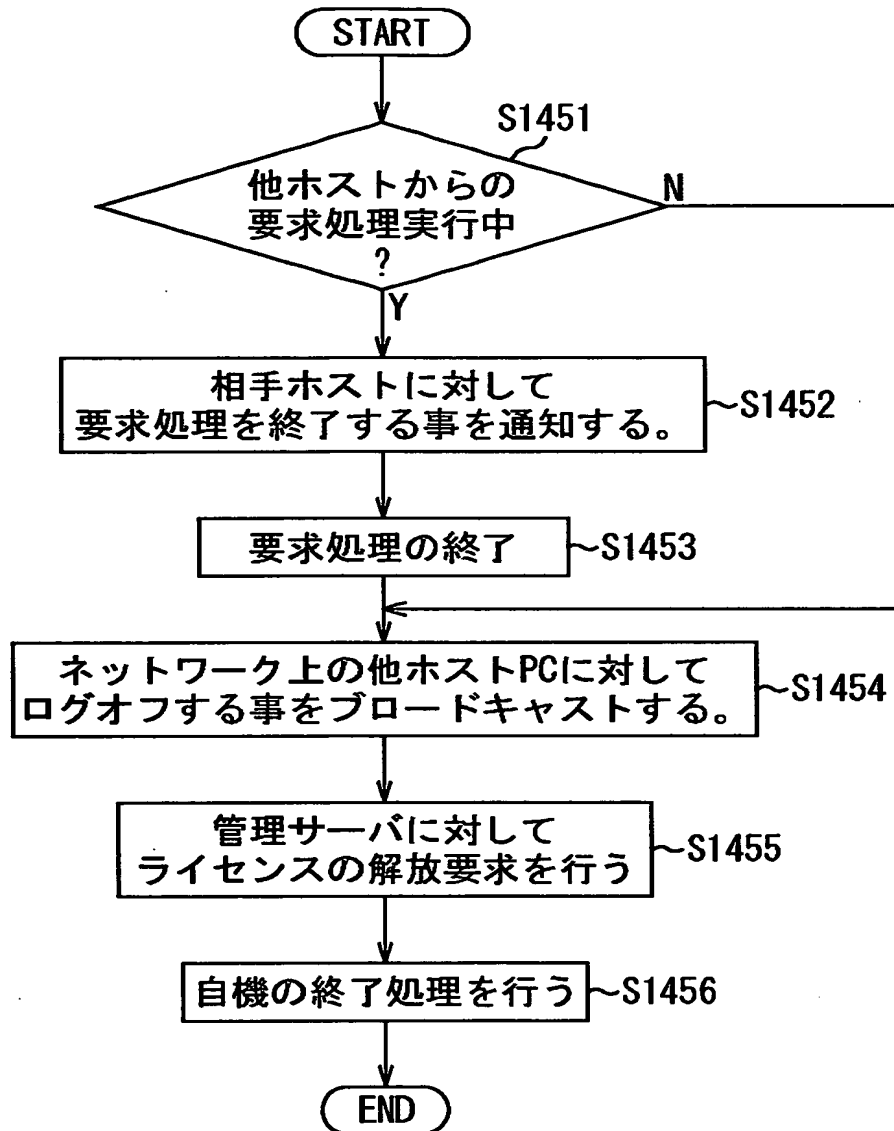 START
S1451
他ホストからの
要求処理実行中
?
N
Y
相手ホストに対して
要求処理を終了する事を通知する。
S1452
要求処理の終了
S1453
ネットワーク上の他ホストPCに対して
ログオフする事をブロードキャストする。
S1454
管理サーバに対して
ライセンスの解放要求を行う
S1455
自機の終了処理を行う
S1456
END